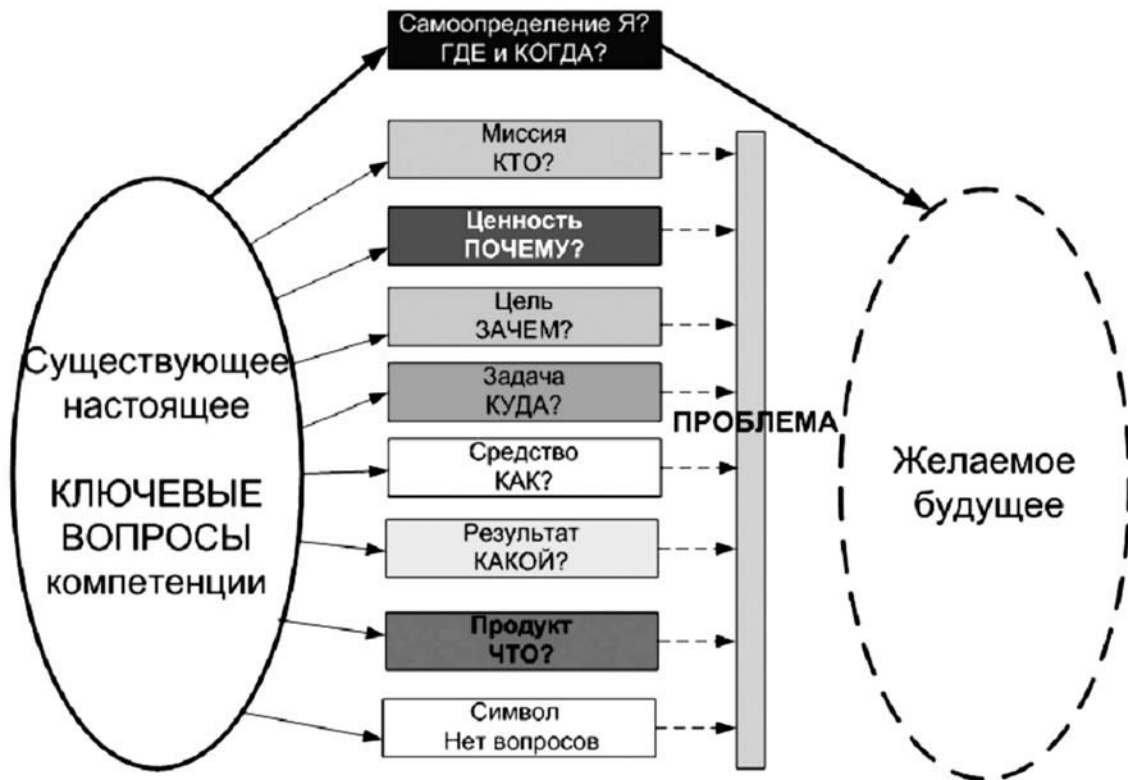 Самоопределение Я?
ГДЕ и КОГДА?
Миссия
КТО?
Ценность
ПОЧЕМУ?
Цель
ЗАЧЕМ?
Задача
КУДА?
Средство
КАК?
Результат
КАКОЙ?
Продукт
ЧТО?
Символ
Нет вопросов
Существующее
настоящее
КЛЮЧЕВЫЕ
ВОПРОСЫ
компетенции
ПРОБЛЕМА
Желаемое
будущее